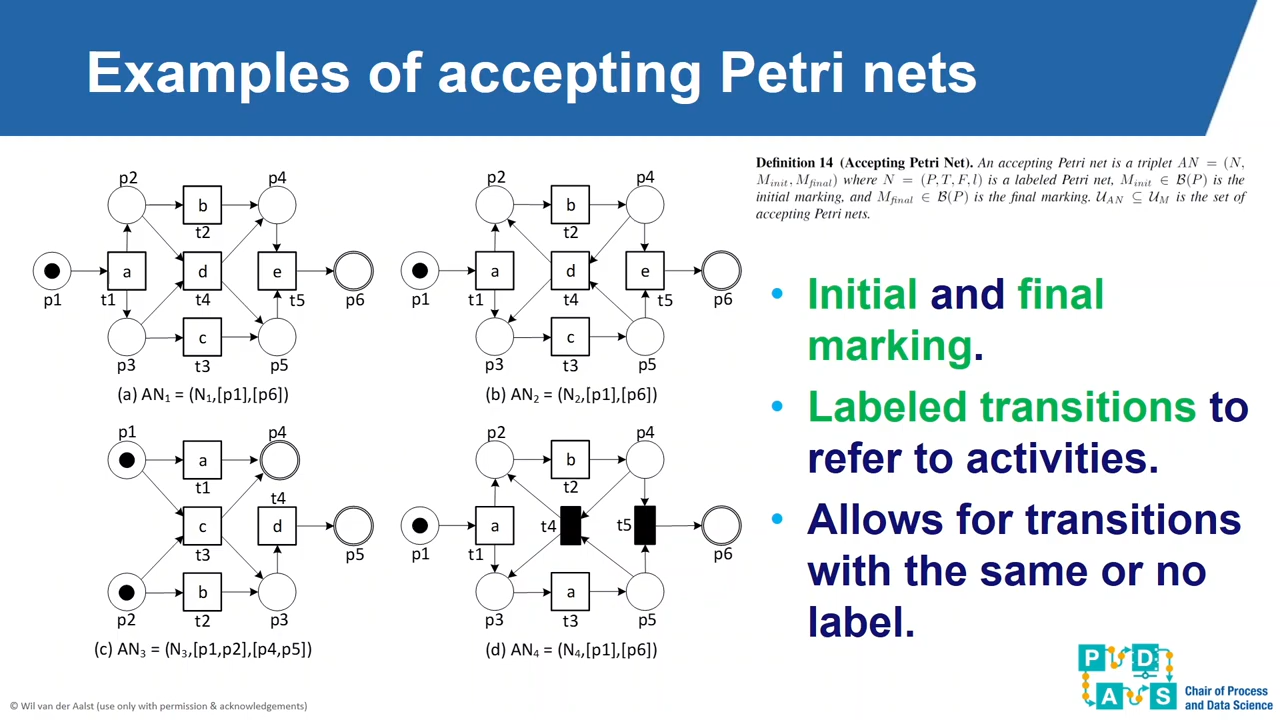 Examples of accepting Petri nets
Definition 14 (Accepting Petri Net). An accepting Petri net is a triplet AN = (N,
M_init, M_final) where N = (P, T, F, l) is a labeled Petri net, M_init ∈ B(P) is the
initial marking, and M_final ∈ B(P) is the final marking. U_AN ⊆ U_M is the set of
accepting Petri nets.
p2 p4
b
t2
a d e
p1 t1 t4 t5 p6
c
p3 t3 p5
(a) AN₁ = (N₁,[p1],[p6])
p2 p4
b
t2
a d e
p1 t1 t4 t5 p6
c
p3 t3 p5
(b) AN₂ = (N₂,[p1],[p6])
p1 p4
a
t1 t4
c d
t3 p5
b
p2 t2 p3
(c) AN₃ = (N₃,[p1,p2],[p4,p5])
p2 p4
b
t2
a t4 t5
p1 t1 p6
a
p3 t3 p5
(d) AN₄ = (N₄,[p1],[p6])
• Initial and final
marking.
• Labeled transitions to
refer to activities.
• Allows for transitions
with the same or no
label.
© Wil van der Aalst (use only with permission & acknowledgements)
P D
A S
Chair of Process
and Data Science